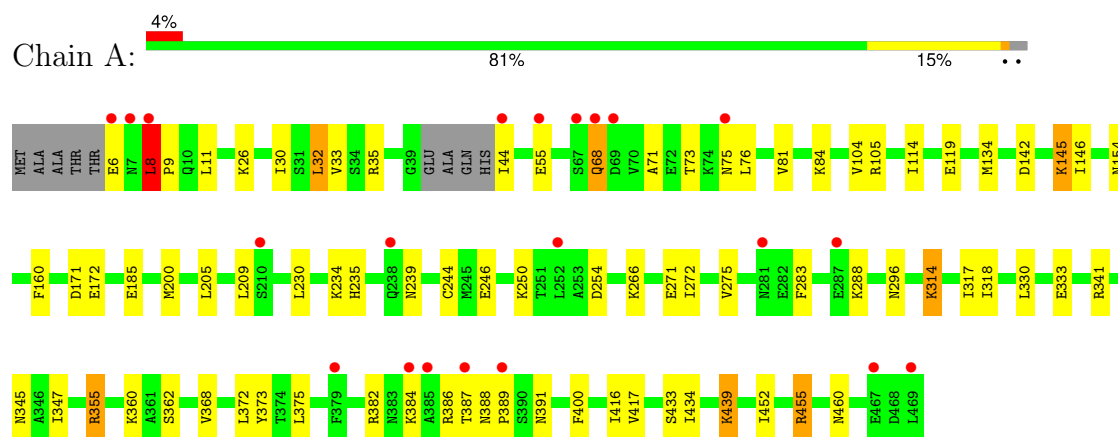 4%
Chain A:
81% 15% • •
MET ALA ALA THR THR E6 N7 L8 P9 Q10 L11 K26 I30 S31 L32 V33 S34 R35 G39 GLU ALA GLN HIS I44 E55 S67 Q68 D69 V70 A71 E72 T73 K74 N75 L76 V81 K84 V104 R105 I114 E119 M134 D142 K145 I146 N154
F160 D171 E172 E185 M200 L205 L209 S210 L230 K234 H235 Q238 N239 C244 M245 E246 K250 T251 L252 A253 D254 K266 E271 I272 V275 N281 E282 F283 E287 K288 N296 K314 I317 I318 L330 E333 R341
N345 A346 I347 R355 K360 A361 S362 V368 L372 Y373 T374 L375 F379 R382 N383 K384 A385 R386 T387 N388 P389 S390 N391 F400 I416 V417 S433 I434 K439 I452 R455 N460 E467 D468 L469